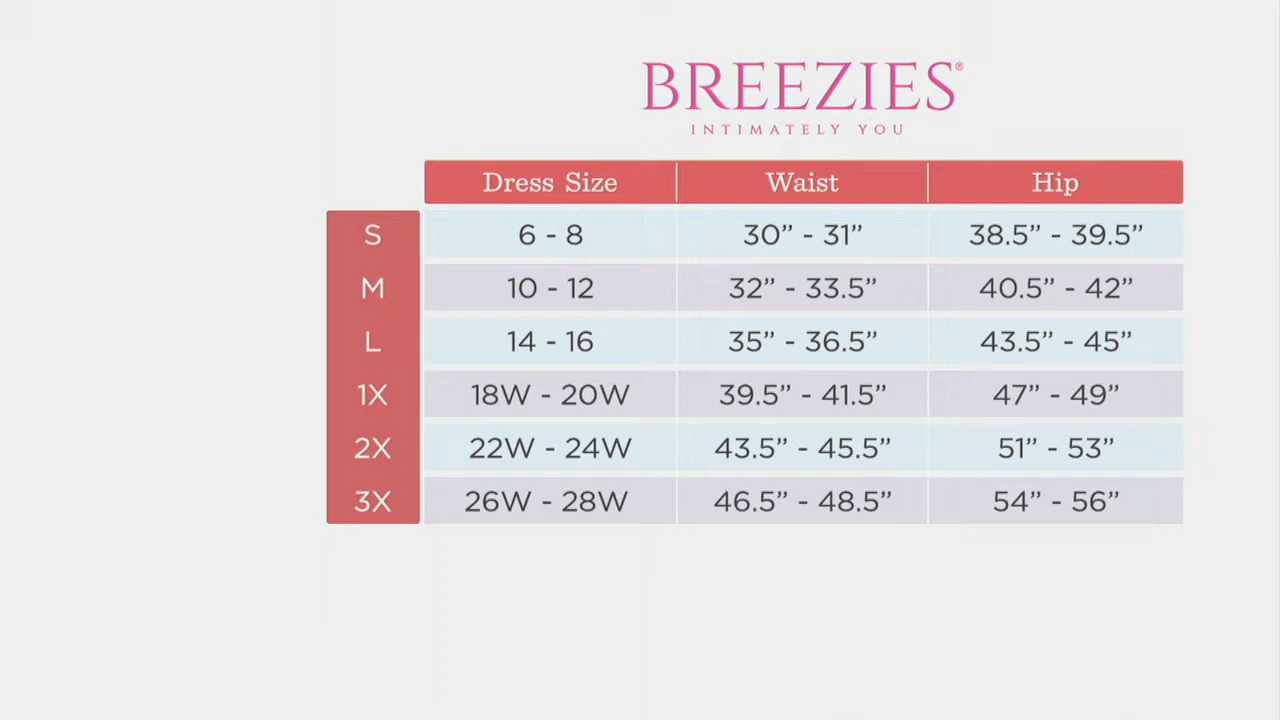 BREEZIES®
INTIMATELY YOU
Dress Size Waist Hip
S 6 - 8 30” - 31” 38.5” - 39.5”
M 10 - 12 32” - 33.5” 40.5” - 42”
L 14 - 16 35” - 36.5” 43.5” - 45”
1X 18W - 20W 39.5” - 41.5” 47” - 49”
2X 22W - 24W 43.5” - 45.5” 51” - 53”
3X 26W - 28W 46.5” - 48.5” 54” - 56”